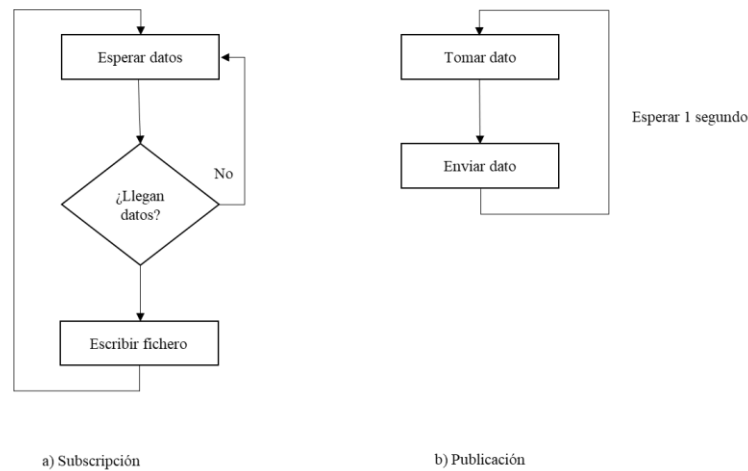 Esperar datos
No
¿Llegan
datos?
Escribir fichero
a) Subscripción
Tomar dato
Esperar 1 segundo
Enviar dato
b) Publicación